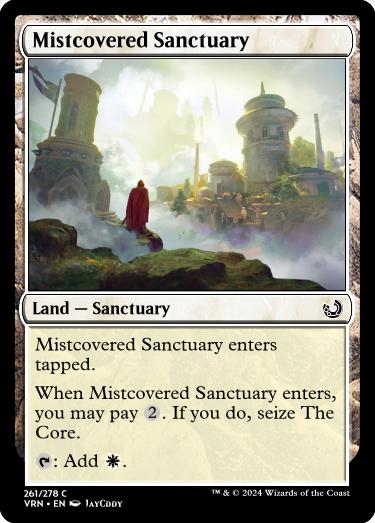 Mistcovered Sanctuary
Land — Sanctuary
Mistcovered Sanctuary enters
tapped.
When Mistcovered Sanctuary enters,
you may pay 2. If you do, seize The
Core.
: Add .
261/278 C
VRN • EN JayCddy
™ & © 2024 Wizards of the Coast